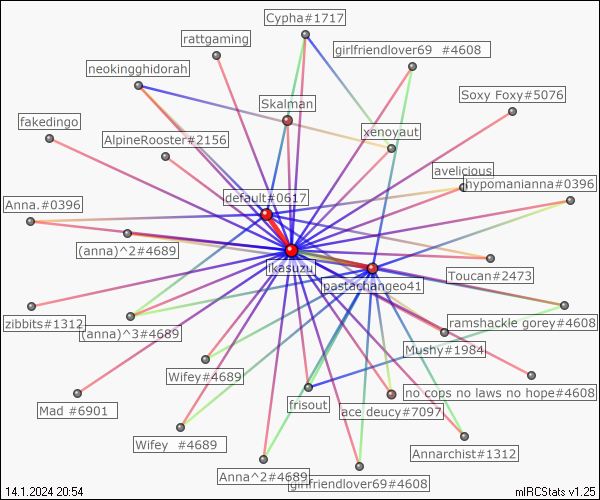 Cypha#1717
rattgaming
girlfriendlover69 #4608
neokingghidorah
Soxy Foxy#5076
Skalman
fakedingo
xenoyaut
AlpineRooster#2156
avelicious
hypomanianna#0396
default#0617
Anna.#0396
(anna)^2#4689
ikasuzu
Toucan#2473
pastachangeo41
zibbits#1312
(anna)^3#4689
ramshackle gorey#4608
Mushy#1984
Wifey#4689
no cops no laws no hope#4608
frisout
Mad #6901
ace deucy#7097
Wifey #4689
Annarchist#1312
Anna^2#4689
girlfriendlover69#4608
14.1.2024 20:54
mIRCStats v1.25